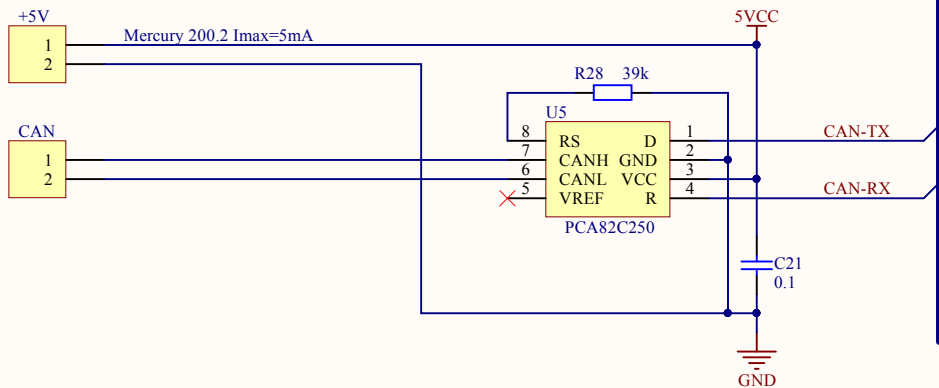 +5V
5VCC
1
Mercury 200.2 Imax=5mA
2
R28 39k
U5
CAN
8 RS D 1 CAN-TX
1
7 CANH GND 2
2
6 CANL VCC 3
5 VREF R 4 CAN-RX
PCA82C250
C21
0.1
GND